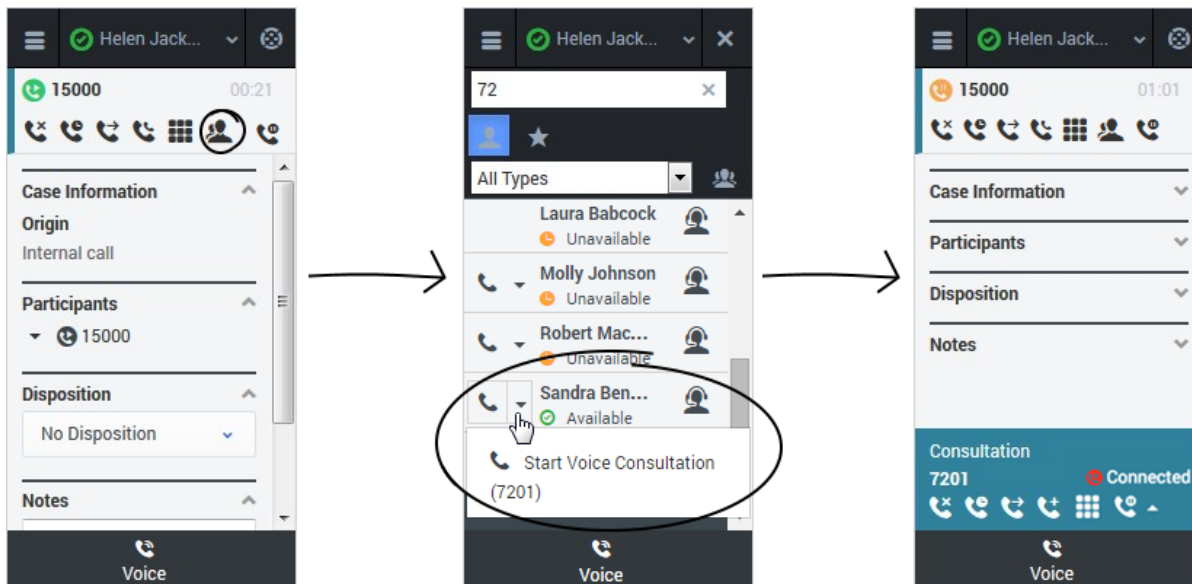 Helen Jack...
15000
00:21
Case Information
Origin
Internal call
Participants
15000
Disposition
No Disposition
Notes
Voice
Helen Jack...
72
All Types
Laura Babcock
Unavailable
Molly Johnson
Unavailable
Robert Mac...
Unavailable
Sandra Ben...
Available
Start Voice Consultation
(7201)
Voice
Helen Jack...
15000
01:01
Case Information
Participants
Disposition
Notes
Consultation
7201
Connected
Voice